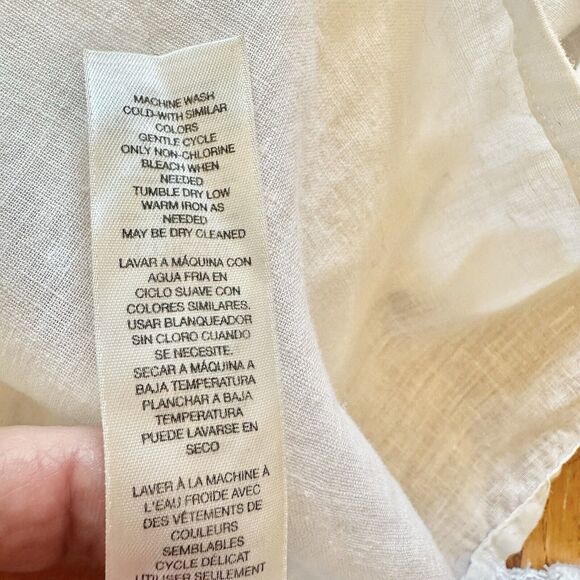 MACHINE WASH
COLD-WITH SIMILAR
COLORS
GENTLE CYCLE
ONLY NON-CHLORINE
BLEACH WHEN
NEEDED
TUMBLE DRY LOW
WARM IRON AS
NEEDED
MAY BE DRY CLEANED
LAVAR A MÁQUINA CON
AGUA FRIA EN
CICLO SUAVE CON
COLORES SIMILARES.
USAR BLANQUEADOR
SIN CLORO CUANDO
SE NECESITE.
SECAR A MÁQUINA A
BAJA TEMPERATURA
PLANCHAR A BAJA
TEMPERATURA
PUEDE LAVARSE EN
SECO
LAVER À LA MACHINE À
L'EAU FROIDE AVEC
DES VÊTEMENTS DE
COULEURS
SEMBLABLES
CYCLE DÉLICAT
UTILISER SEULEMENT